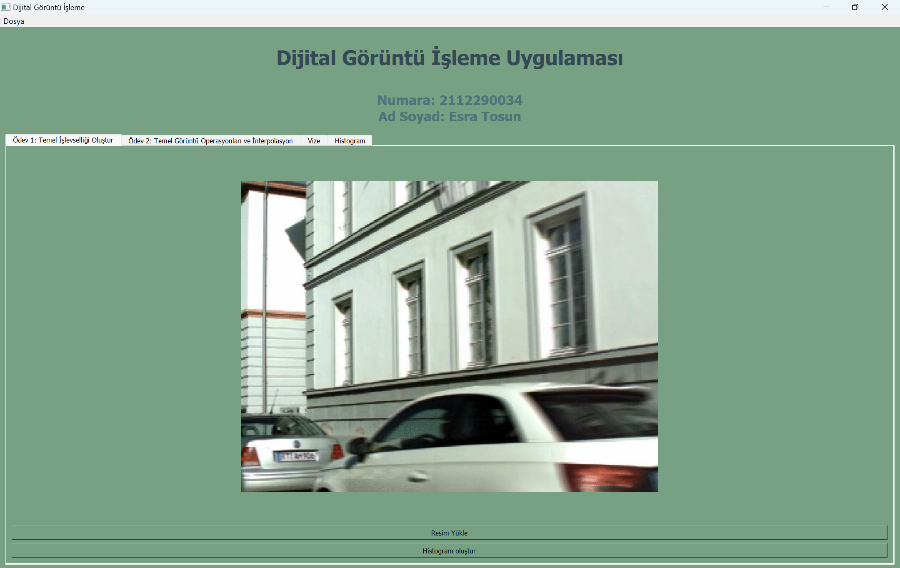 Dijital Görüntü İşleme
Dosya
Dijital Görüntü İşleme Uygulaması
Numara: 2112290034
Ad Soyad: Esra Tosun
Ödev 1: Temel İşlevselliği Oluştur Ödev 2: Temel Görüntü Operasyonları ve İnterpolasyon Vize Histogram
Resim Yükle
Histogram oluştur